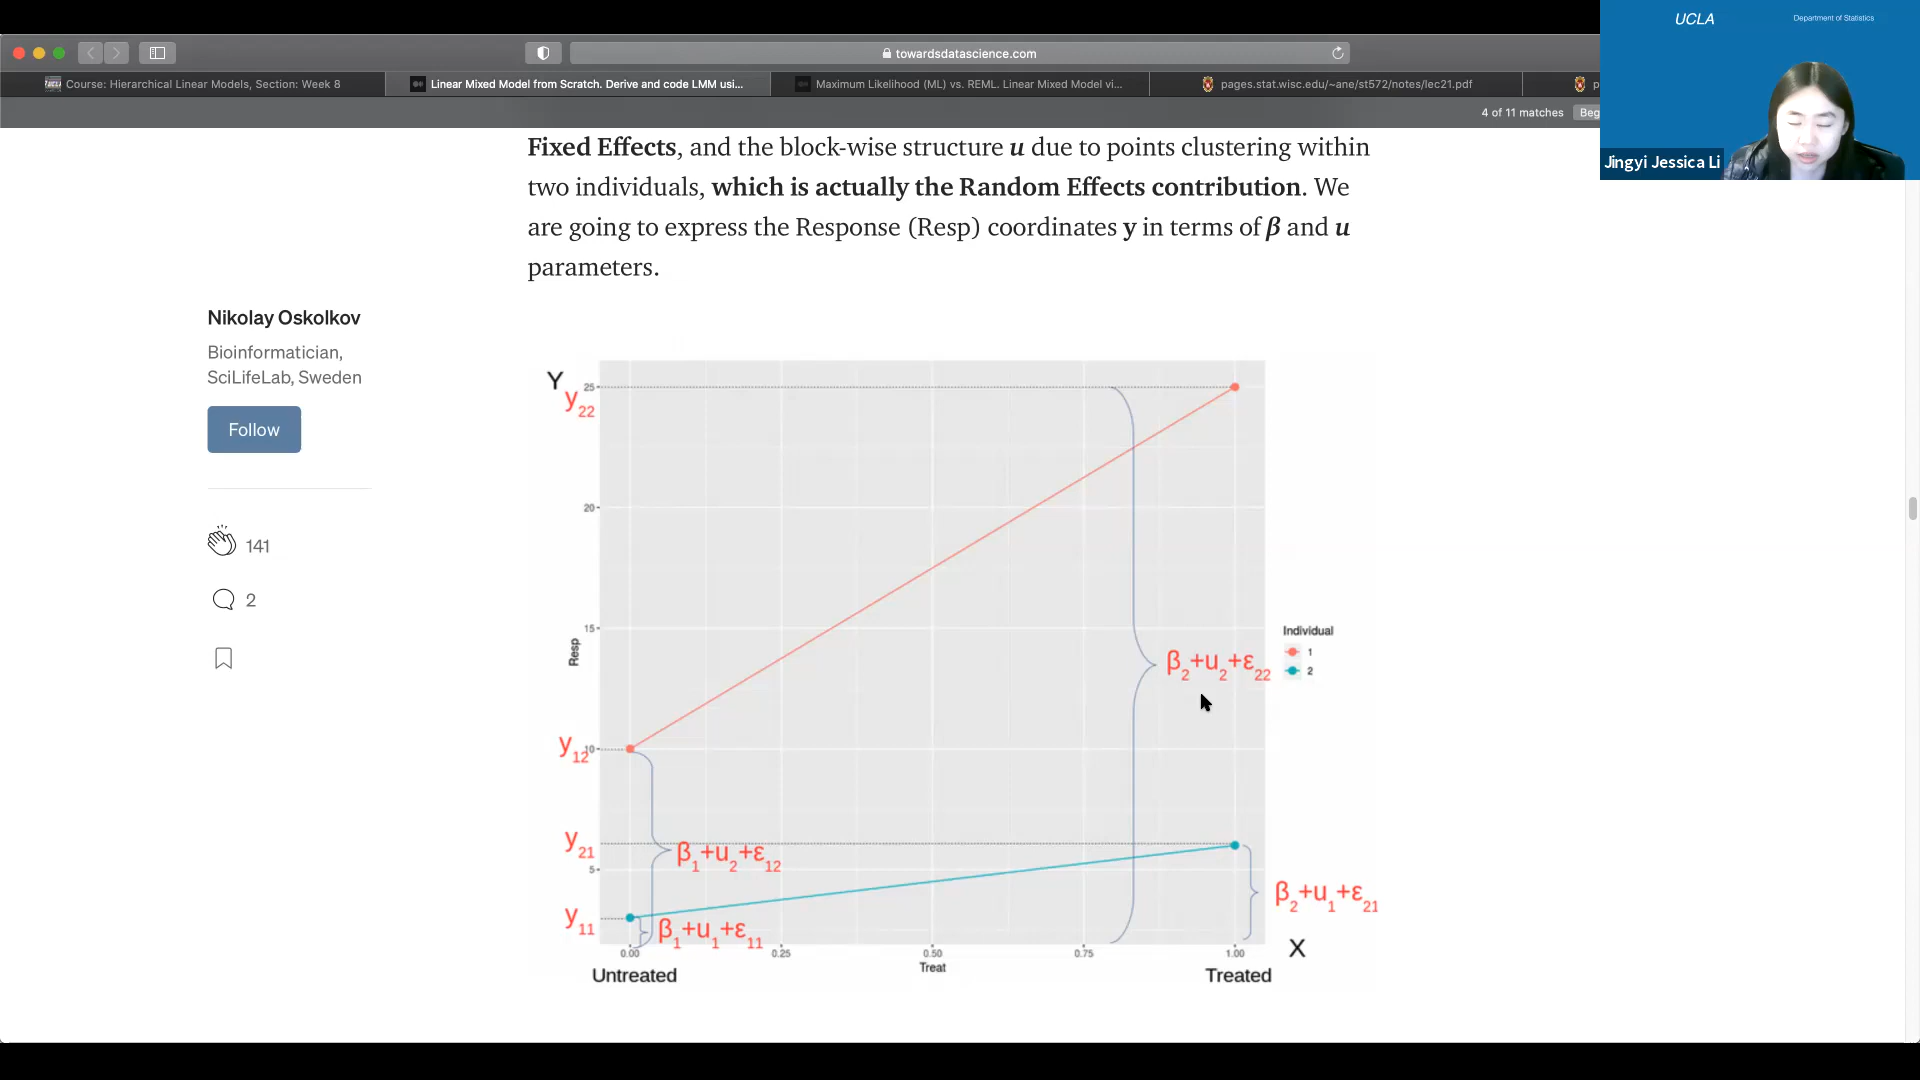 UCLA
Department of Statistics
towardsdatascience.com
Course: Hierarchical Linear Models, Section: Week 8
Linear Mixed Model from Scratch. Derive and code LMM usi...
Maximum Likelihood (ML) vs. REML. Linear Mixed Model vi...
pages.stat.wisc.edu/~ane/st572/notes/lec21.pdf
p
4 of 11 matches
Beg
Jingyi Jessica Li
Fixed Effects, and the block-wise structure u due to points clustering within
two individuals, which is actually the Random Effects contribution. We
are going to express the Response (Resp) coordinates y in terms of β and u
parameters.
Nikolay Oskolkov
Bioinformatician,
SciLifeLab, Sweden
Follow
141
2
Y
25
y22
20
15
Resp
Individual
1
2
β2+u2+ε22
y12
10
y21
β1+u2+ε12
5
β2+u1+ε21
y11
β1+u1+ε11
X
0.00
0.25
0.50
0.75
1.00
Treat
Untreated
Treated